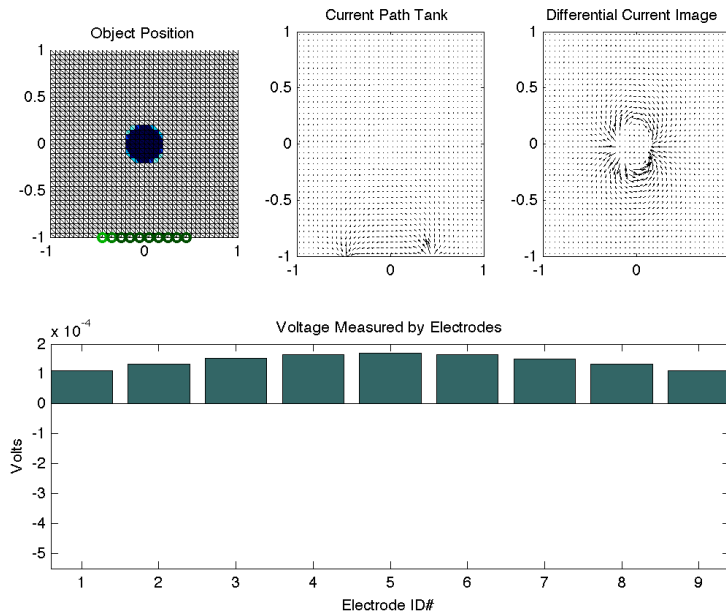 Object Position
1
0.5
0
-0.5
-1
-1 0 1
Current Path Tank
1
0.5
0
-0.5
-1
-1 0 1
Differential Current Image
1
0.5
0
-0.5
-1
-1 0
Voltage Measured by Electrodes
x 10-4
2
1
0
-1
-2
-3
-4
-5
Volts
1 2 3 4 5 6 7 8 9
Electrode ID#